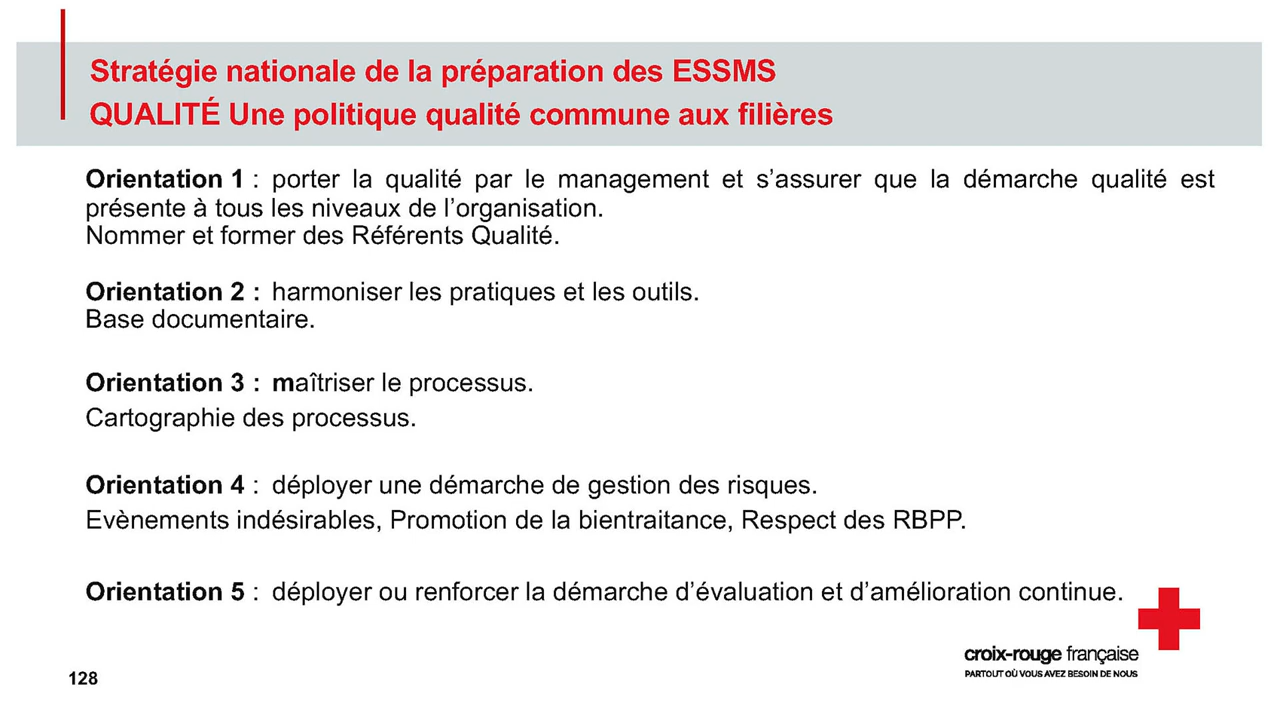 Stratégie nationale de la préparation des ESSMS
QUALITÉ Une politique qualité commune aux filières
Orientation 1 : porter la qualité par le management et s’assurer que la démarche qualité est
présente à tous les niveaux de l’organisation.
Nommer et former des Référents Qualité.
Orientation 2 : harmoniser les pratiques et les outils.
Base documentaire.
Orientation 3 : maîtriser le processus.
Cartographie des processus.
Orientation 4 : déployer une démarche de gestion des risques.
Evènements indésirables, Promotion de la bientraitance, Respect des RBPP.
Orientation 5 : déployer ou renforcer la démarche d’évaluation et d’amélioration continue.
croix-rouge française
PARTOUT OÙ VOUS AVEZ BESOIN DE NOUS
128